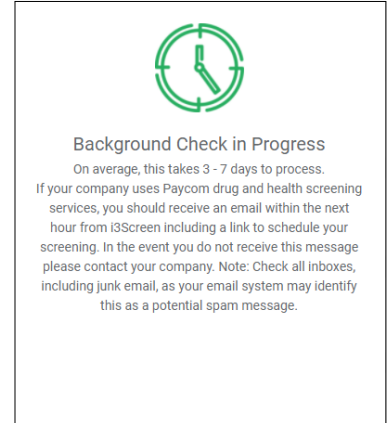 Background Check in Progress
On average, this takes 3 - 7 days to process.
If your company uses Paycom drug and health screening
services, you should receive an email within the next
hour from i3Screen including a link to schedule your
screening. In the event you do not receive this message
please contact your company. Note: Check all inboxes,
including junk email, as your email system may identify
this as a potential spam message.